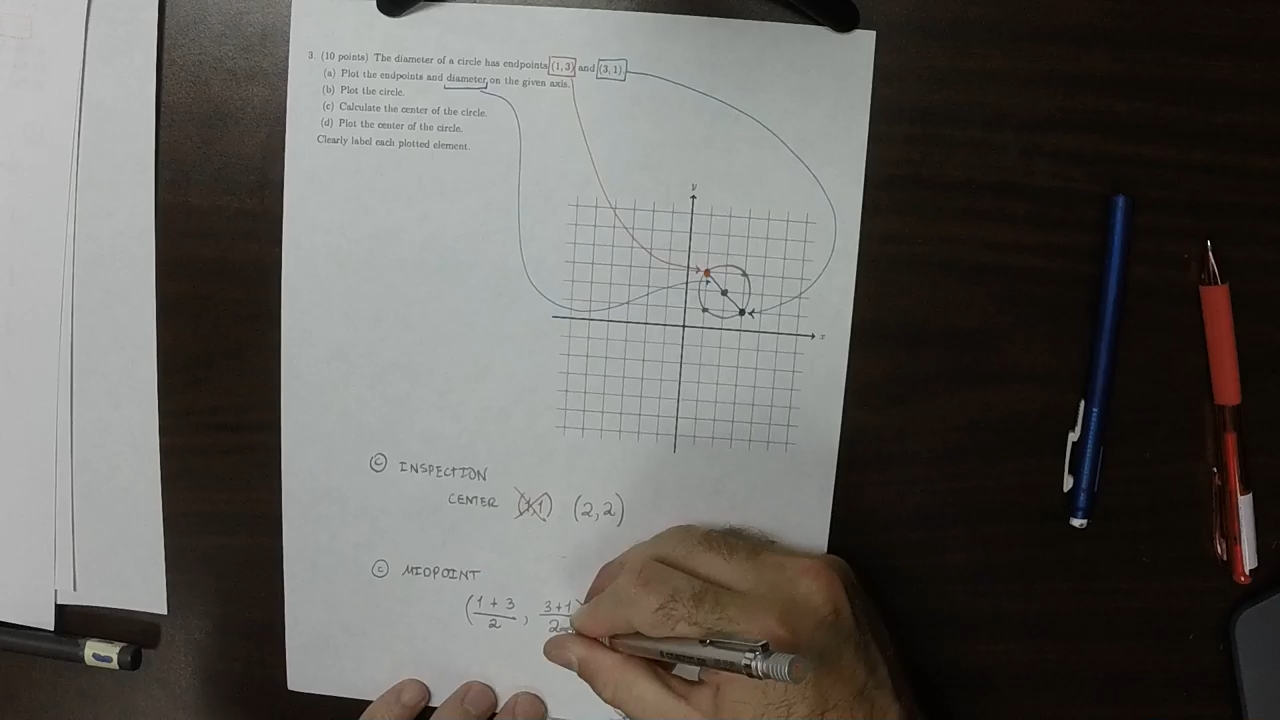 3. (10 points) The diameter of a circle has endpoints (1, 3) and (3, 1)
(a) Plot the endpoints and diameter on the given axis.
(b) Plot the circle.
(c) Calculate the center of the circle.
(d) Plot the center of the circle.
Clearly label each plotted element.
y
x
Ⓒ INSPECTION
CENTER (1,1) (2,2)
Ⓒ MIDPOINT
(1 + 3 / 2 , 3+1 / 2